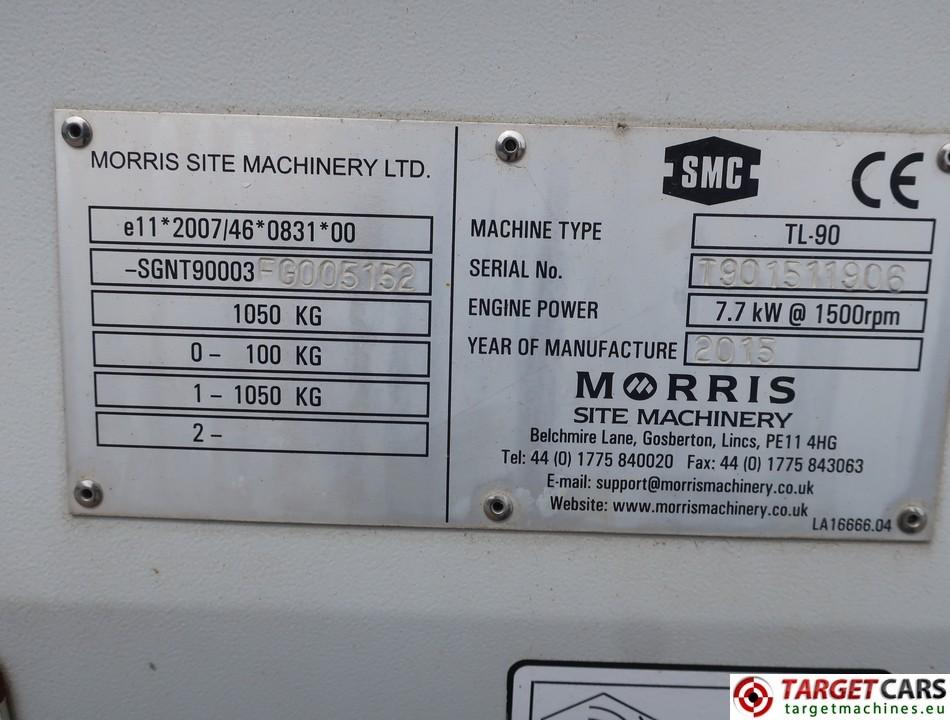 MORRIS SITE MACHINERY LTD.
e11*2007/46*0831*00
-SGNT90003FG005152
1050 KG
0- 100 KG
1- 1050 KG
2-
SMC CE
MACHINE TYPE TL-90
SERIAL No. T901511906
ENGINE POWER 7.7 kW @ 1500rpm
YEAR OF MANUFACTURE 2015
MORRIS
SITE MACHINERY
Belchmire Lane, Gosberton, Lincs, PE11 4HG
Tel: 44 (0) 1775 840020 Fax: 44 (0) 1775 843063
E-mail: support@morrismachinery.co.uk
Website: www.morrismachinery.co.uk
LA16666.04
TARGETCARS
targetmachines.eu